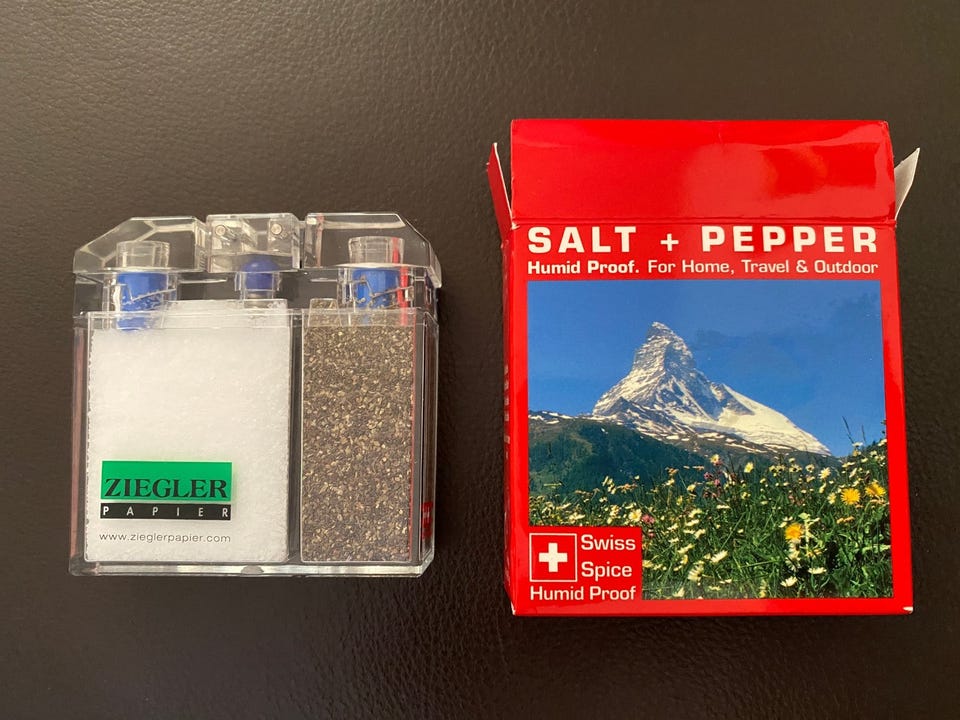 ZIEGLER
PAPIER
www.zieglerpapier.com
SALT + PEPPER
Humid Proof. For Home, Travel & Outdoor
Swiss
Spice
Humid Proof